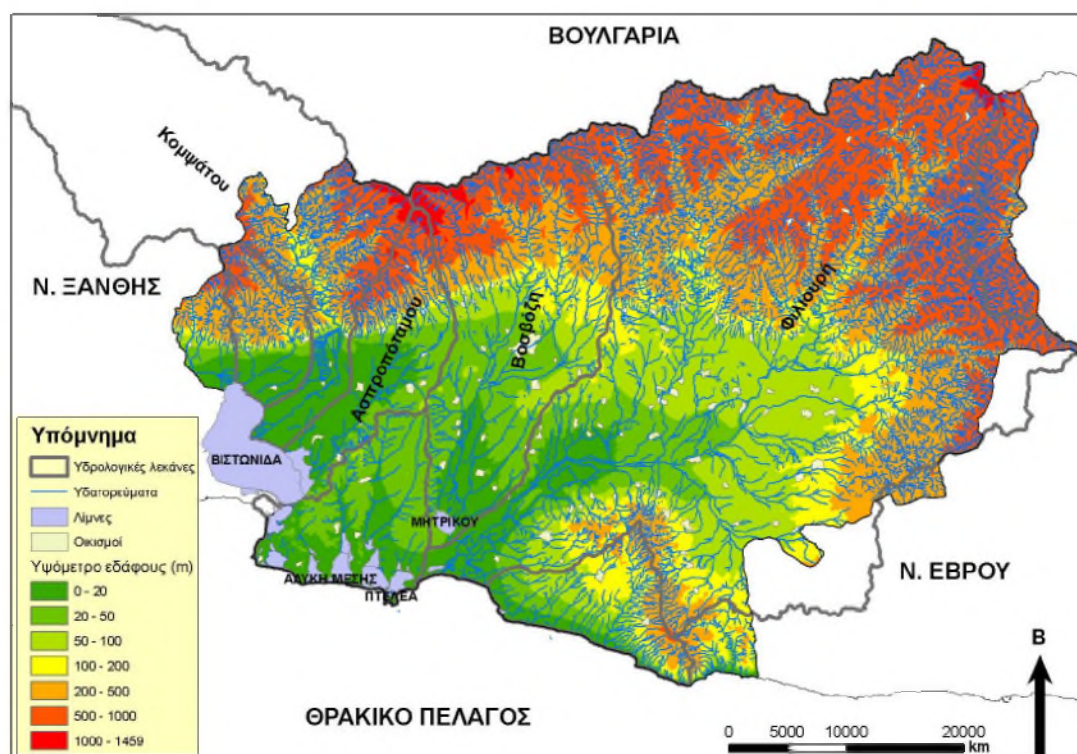 ΒΟΥΛΓΑΡΙΑ
Κομψάτου
Ν. ΞΑΝΘΗΣ
Ασπροπόταμου
Βοσβόζη
Φιλιουρή
ΒΙΣΤΩΝΙΔΑ
ΜΗΤΡΙΚΟΥ
ΑΛΥΚΗ ΜΕΣΗΣ
ΠΤΕΛΕΑ
Ν. ΕΒΡΟΥ
ΘΡΑΚΙΚΟ ΠΕΛΑΓΟΣ
Υπόμνημα
Υδρολογικές λεκάνες
Υδατορεύματα
Λίμνες
Οικισμοί
Υψόμετρο εδάφους (m)
0 - 20
20 - 50
50 - 100
100 - 200
200 - 500
500 - 1000
1000 - 1459
Β
0 5000 10000 20000
km